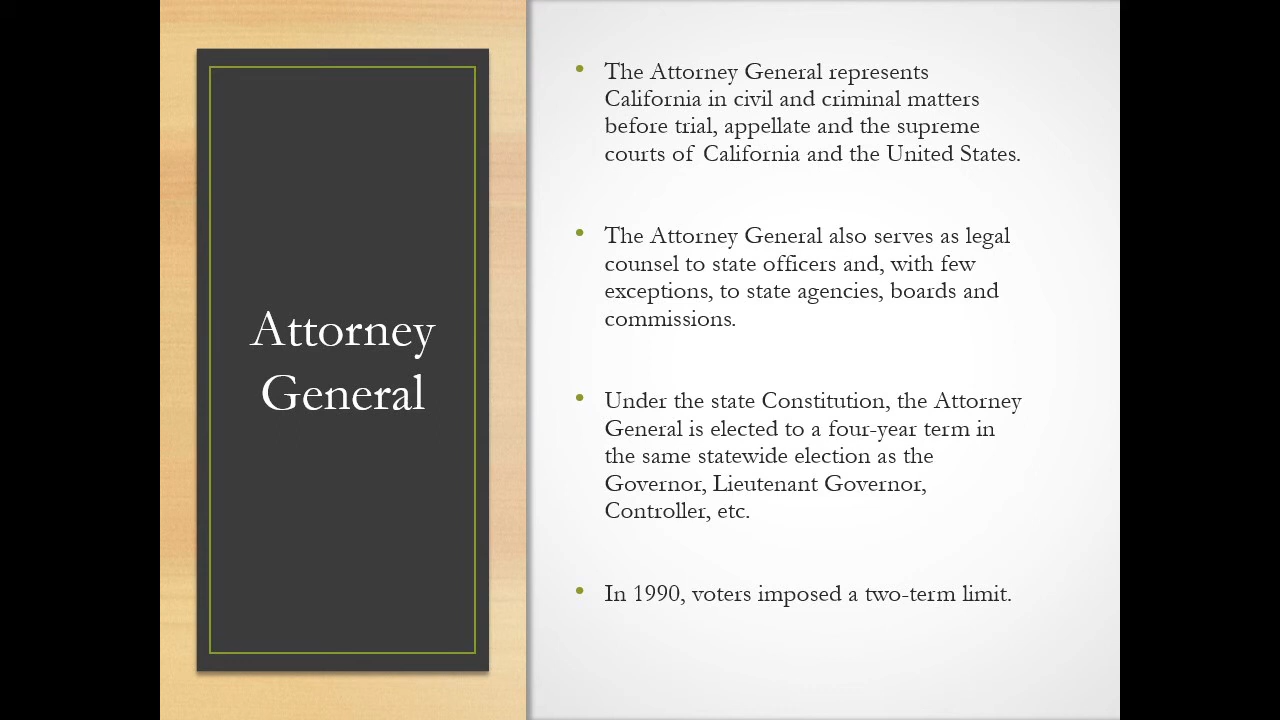 Attorney
General
• The Attorney General represents
California in civil and criminal matters
before trial, appellate and the supreme
courts of California and the United States.
• The Attorney General also serves as legal
counsel to state officers and, with few
exceptions, to state agencies, boards and
commissions.
• Under the state Constitution, the Attorney
General is elected to a four-year term in
the same statewide election as the
Governor, Lieutenant Governor,
Controller, etc.
• In 1990, voters imposed a two-term limit.